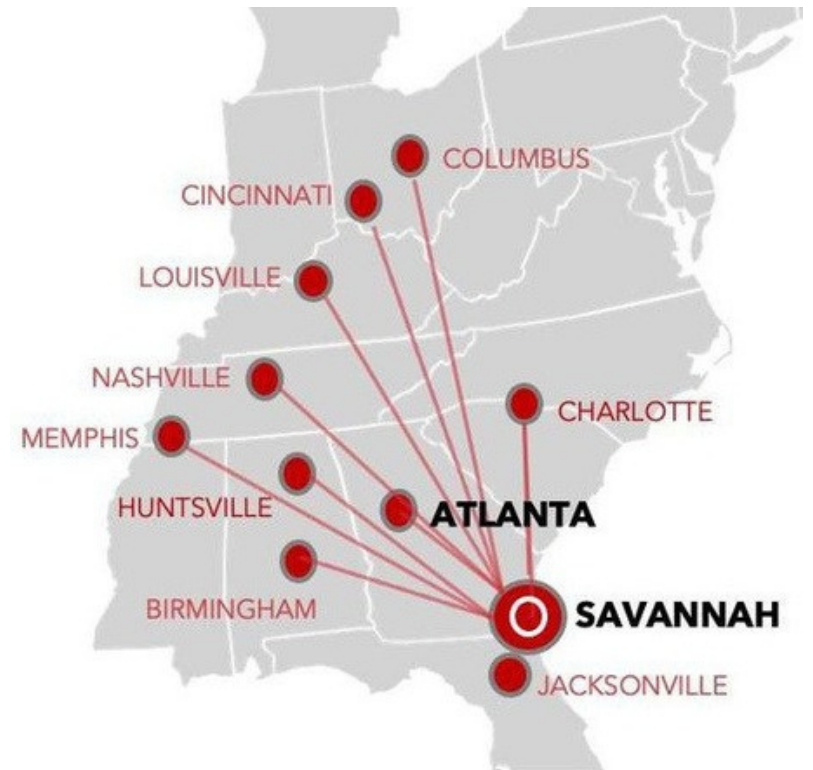 COLUMBUS
CINCINNATI
LOUISVILLE
NASHVILLE
CHARLOTTE
MEMPHIS
HUNTSVILLE
ATLANTA
BIRMINGHAM
SAVANNAH
JACKSONVILLE